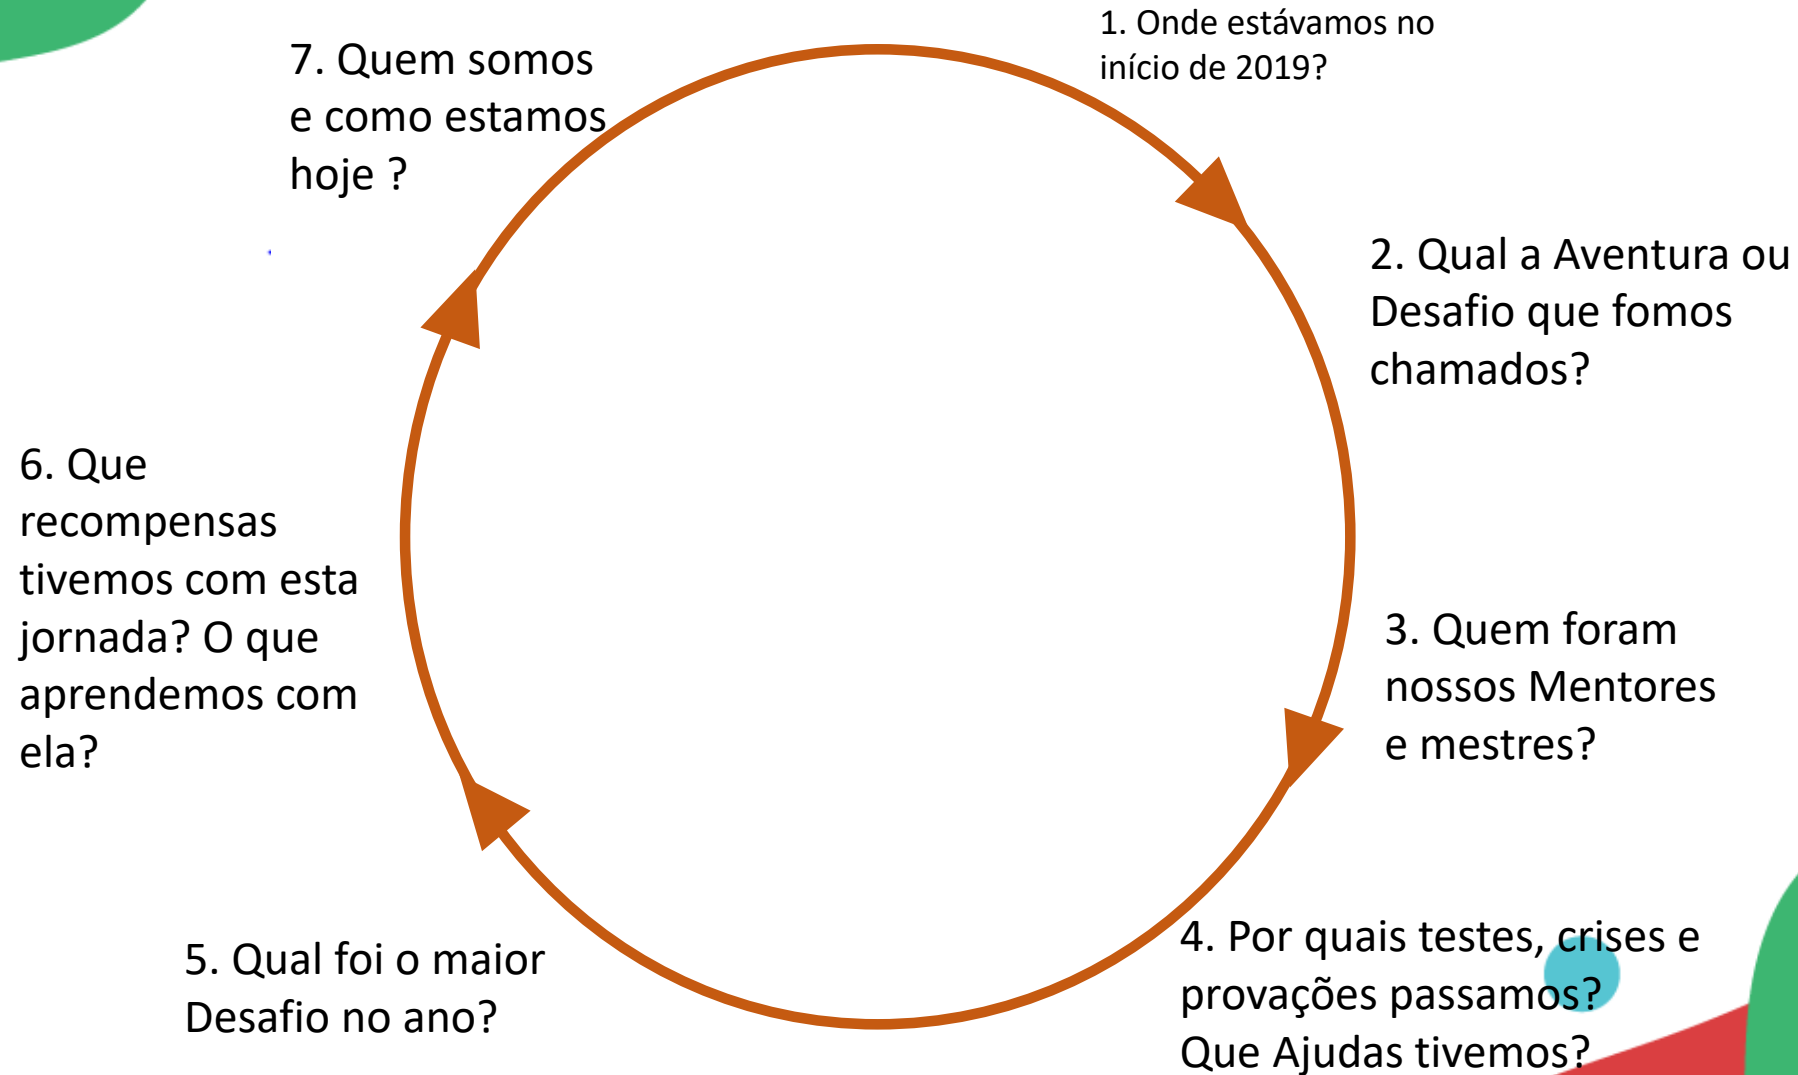 1. Onde estávamos no
início de 2019?
2. Qual a Aventura ou
Desafio que fomos
chamados?
3. Quem foram
nossos Mentores
e mestres?
4. Por quais testes, crises e
provações passamos?
Que Ajudas tivemos?
5. Qual foi o maior
Desafio no ano?
6. Que
recompensas
tivemos com esta
jornada? O que
aprendemos com
ela?
7. Quem somos
e como estamos
hoje ?